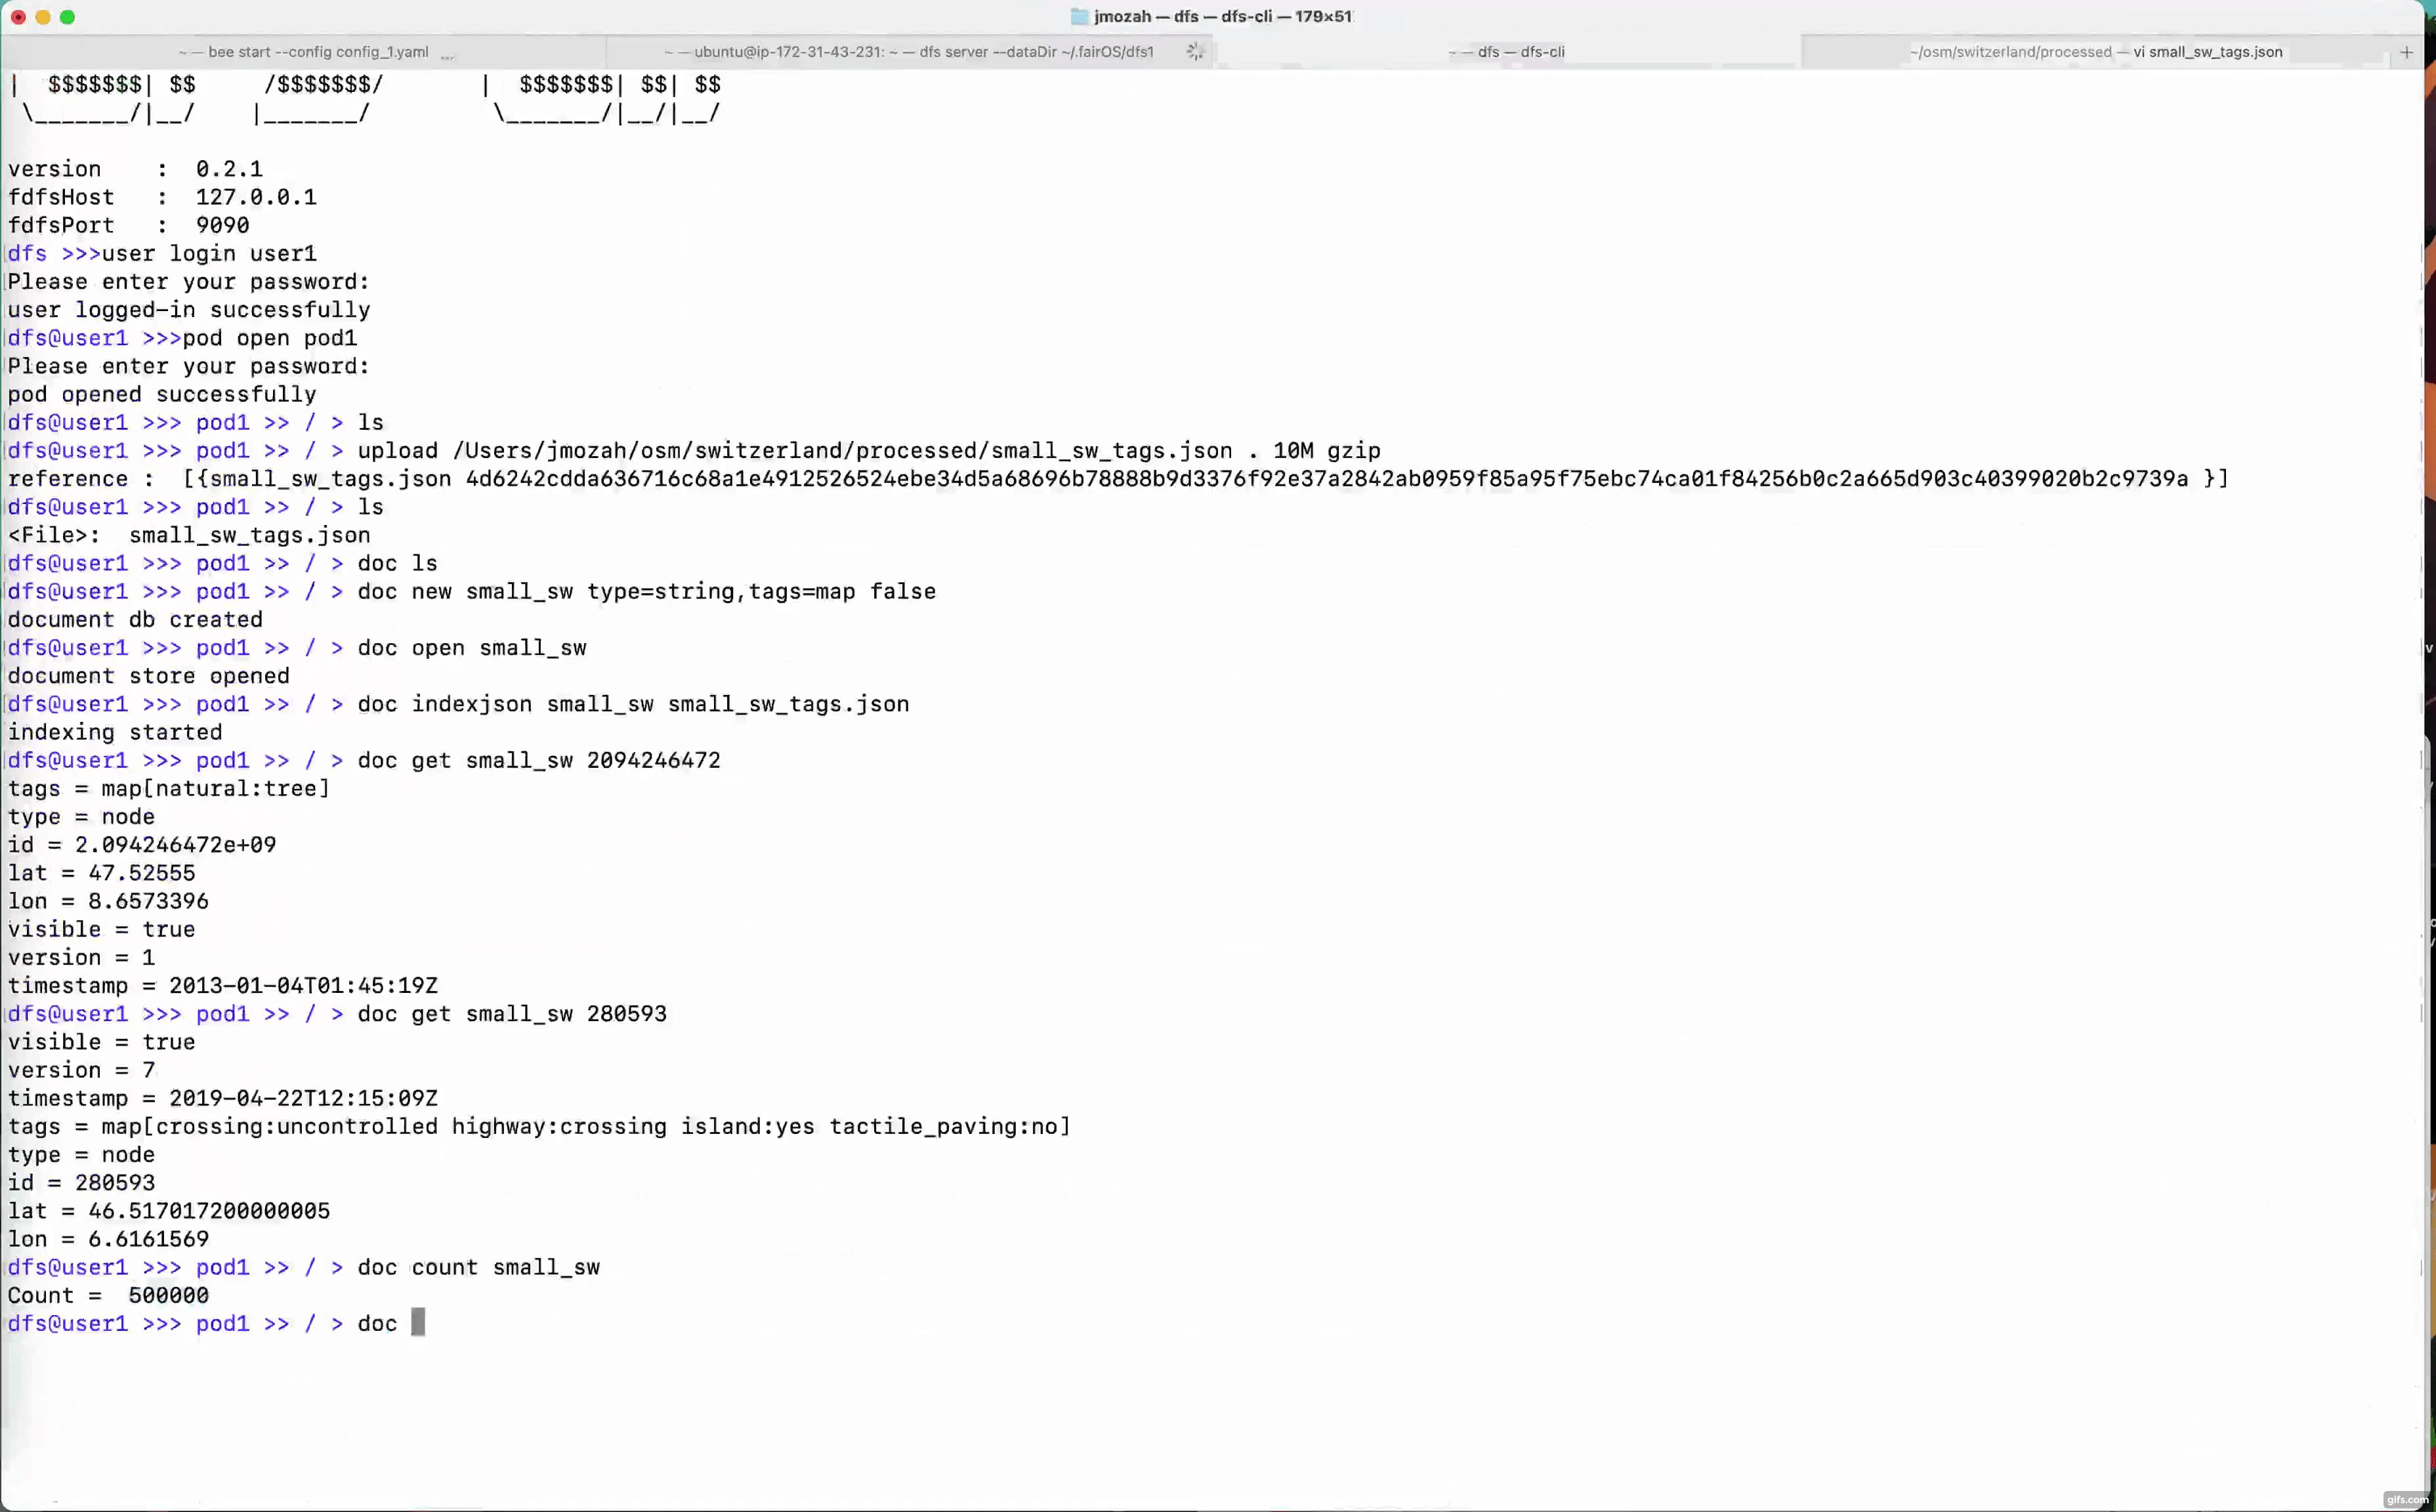 jmozah — dfs — dfs-cli — 179×51
~ — bee start --config config_1.yaml ...
~ — ubuntu@ip-172-31-43-231: ~ — dfs server --dataDir ~/.fairOS/dfs1
~ — dfs — dfs-cli
~/osm/switzerland/processed — vi small_sw_tags.json
+
|  $$$$$$$| $$     /$$$$$$$/       |  $$$$$$$| $$| $$
 \_______/|__/    |_______/         \_______/|__/|__/
version    :  0.2.1
fdfsHost   :  127.0.0.1
fdfsPort   :  9090
dfs >>>user login user1
Please enter your password:
user logged-in successfully
dfs@user1 >>>pod open pod1
Please enter your password:
pod opened successfully
dfs@user1 >>> pod1 >> / > ls
dfs@user1 >>> pod1 >> / > upload /Users/jmozah/osm/switzerland/processed/small_sw_tags.json . 10M gzip
reference :  [{small_sw_tags.json 4d6242cdda636716c68a1e4912526524ebe34d5a68696b78888b9d3376f92e37a2842ab0959f85a95f75ebc74ca01f84256b0c2a665d903c40399020b2c9739a }]
dfs@user1 >>> pod1 >> / > ls
<File>:  small_sw_tags.json
dfs@user1 >>> pod1 >> / > doc ls
dfs@user1 >>> pod1 >> / > doc new small_sw type=string,tags=map false
document db created
dfs@user1 >>> pod1 >> / > doc open small_sw
document store opened
dfs@user1 >>> pod1 >> / > doc indexjson small_sw small_sw_tags.json
indexing started
dfs@user1 >>> pod1 >> / > doc get small_sw 2094246472
tags = map[natural:tree]
type = node
id = 2.094246472e+09
lat = 47.52555
lon = 8.6573396
visible = true
version = 1
timestamp = 2013-01-04T01:45:19Z
dfs@user1 >>> pod1 >> / > doc get small_sw 280593
visible = true
version = 7
timestamp = 2019-04-22T12:15:09Z
tags = map[crossing:uncontrolled highway:crossing island:yes tactile_paving:no]
type = node
id = 280593
lat = 46.517017200000005
lon = 6.6161569
dfs@user1 >>> pod1 >> / > doc count small_sw
Count =  500000
dfs@user1 >>> pod1 >> / > doc
gifs.com